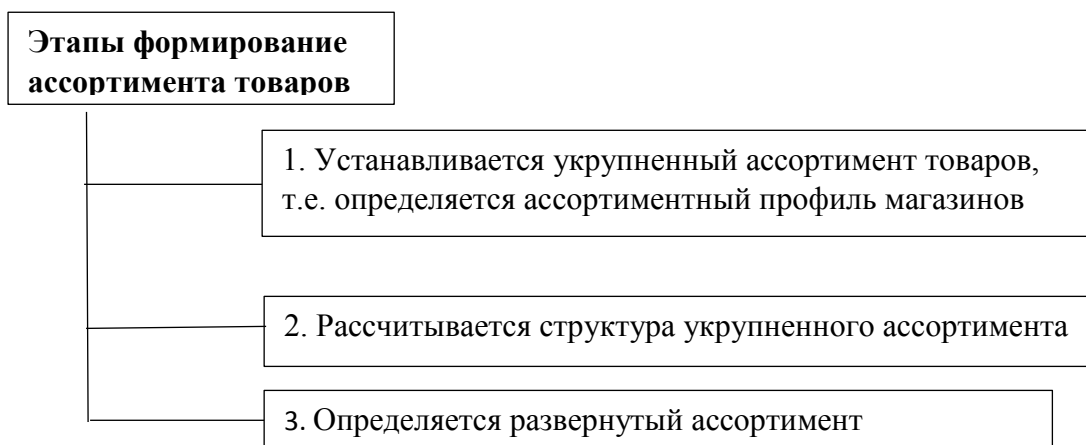 Этапы формирование
ассортимента товаров
1. Устанавливается укрупненный ассортимент товаров,
т.е. определяется ассортиментный профиль магазинов
2. Рассчитывается структура укрупненного ассортимента
3. Определяется развернутый ассортимент